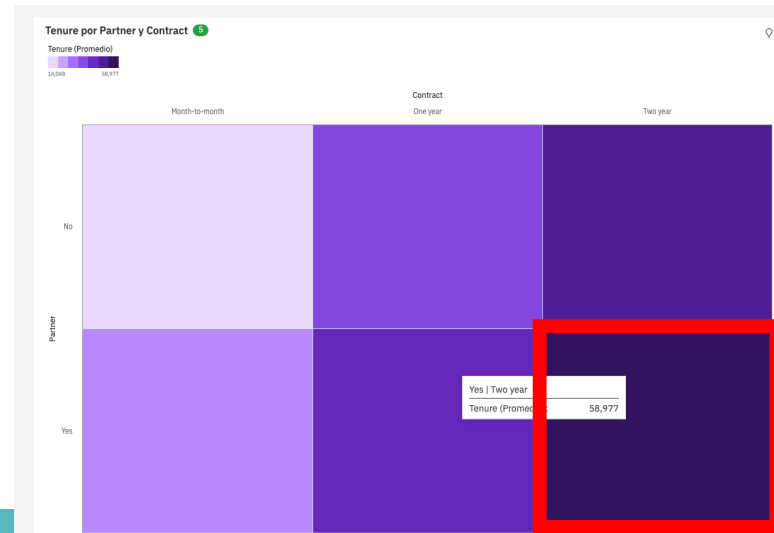 Tenure por Partner y Contract 5
Tenure (Promedio)
14,048 58,977
Contract
Month-to-month One year Two year
No
Partner
Yes | Two year
Tenure (Promed 58,977
Yes